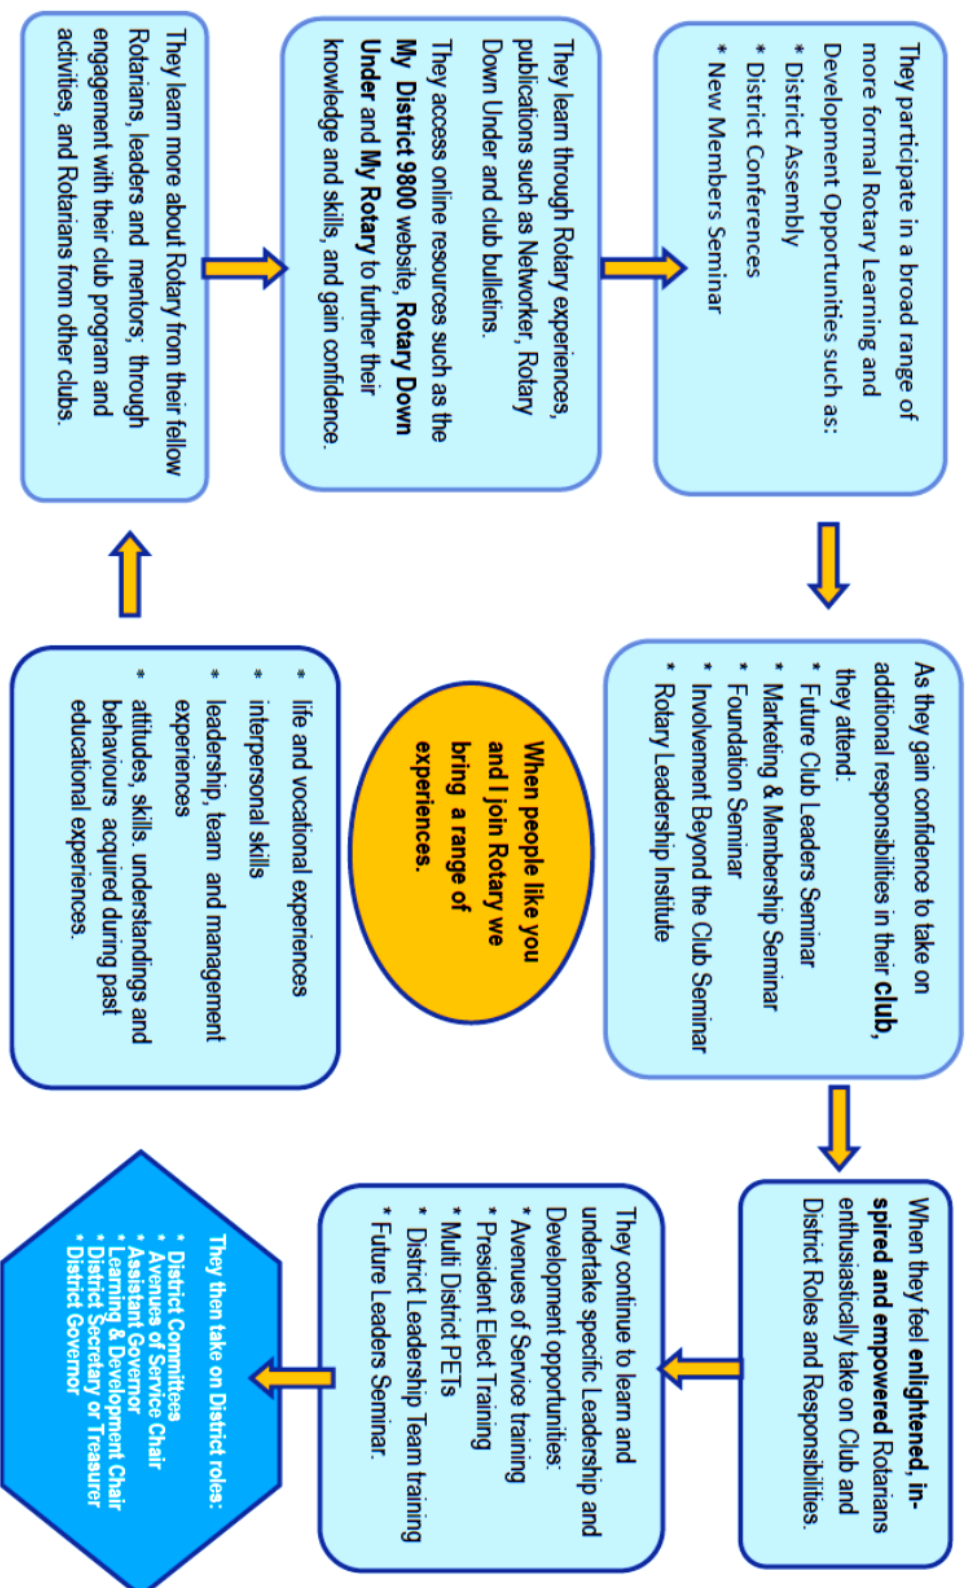 When people like you
and I join Rotary we
bring a range of
experiences.
* life and vocational experiences
* interpersonal skills
* leadership, team and management
experiences
* attitudes, skills. understandings and
behaviours acquired during past
educational experiences.
They learn more about Rotary from their fellow
Rotarians, leaders and mentors; through
engagement with their club program and
activities, and Rotarians from other clubs.
They learn through Rotary experiences,
publications such as Networker, Rotary
Down Under and club bulletins.
They access online resources such as the
My District 9800 website, Rotary Down
Under and My Rotary to further their
knowledge and skills, and gain confidence.
They participate in a broad range of
more formal Rotary Learning and
Development Opportunities such as:
* District Assembly
* District Conferences
* New Members Seminar
As they gain confidence to take on
additional responsibilities in their club,
they attend:
* Future Club Leaders Seminar
* Marketing & Membership Seminar
* Foundation Seminar
* Involvement Beyond the Club Seminar
* Rotary Leadership Institute
When they feel enlightened, in-
spired and empowered Rotarians
enthusiastically take on Club and
District Roles and Responsibilities.
They continue to learn and
undertake specific Leadership and
Development opportunities:
* Avenues of Service training
* President Elect Training
* Multi District PETs
* District Leadership Team training
* Future Leaders Seminar.
They then take on District roles:
* District Committees
* Avenues of Service Chair
* Assistant Governor
* Learning & Development Chair
* District Secretary or Treasurer
* District Governor